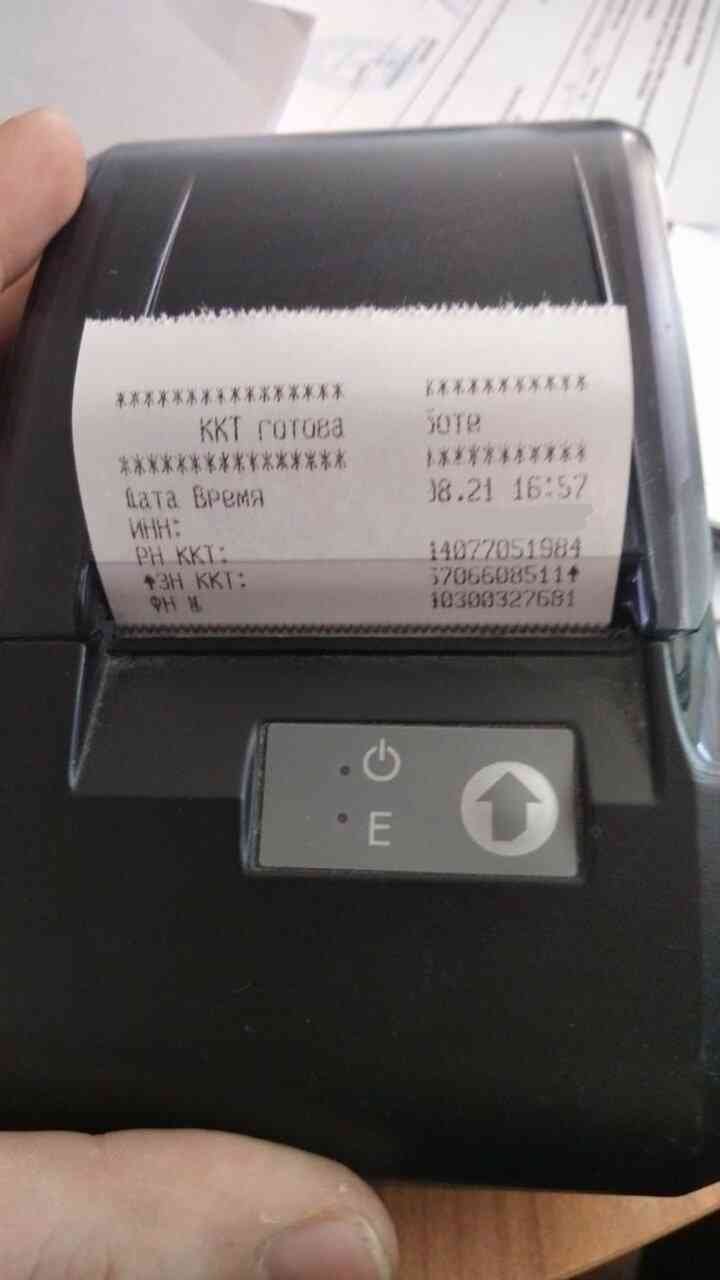 **************** ***********
ККТ готова боте
**************** ***********
Дата Время 08.21 16:57
ИНН:
РН ККТ: 14077051984
↑ЗН ККТ: 5706608511↑
ФН № 10300327681
E